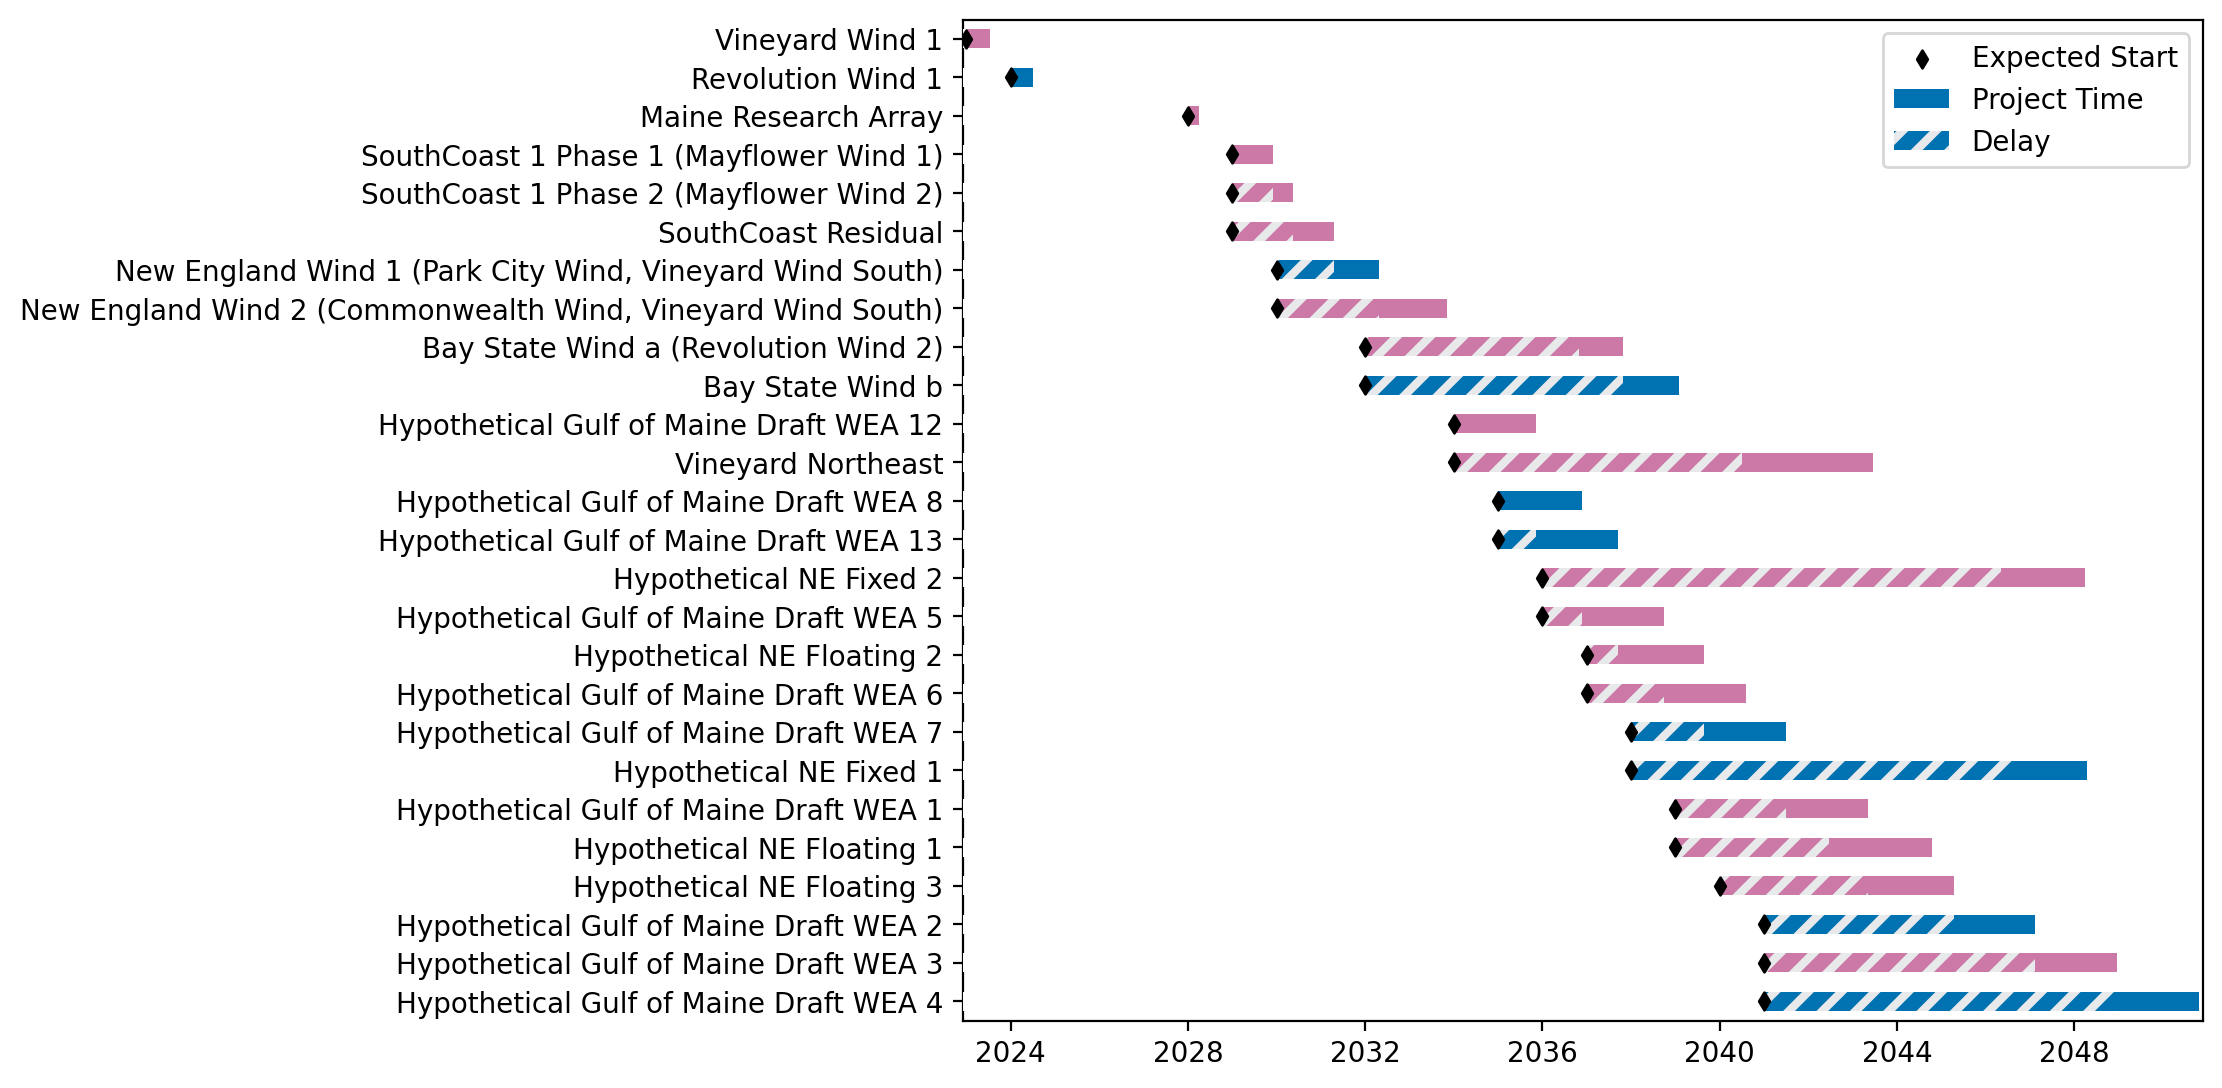 Vineyard Wind 1
Revolution Wind 1
Maine Research Array
SouthCoast 1 Phase 1 (Mayflower Wind 1)
SouthCoast 1 Phase 2 (Mayflower Wind 2)
SouthCoast Residual
New England Wind 1 (Park City Wind, Vineyard Wind South)
New England Wind 2 (Commonwealth Wind, Vineyard Wind South)
Bay State Wind a (Revolution Wind 2)
Bay State Wind b
Hypothetical Gulf of Maine Draft WEA 12
Vineyard Northeast
Hypothetical Gulf of Maine Draft WEA 8
Hypothetical Gulf of Maine Draft WEA 13
Hypothetical NE Fixed 2
Hypothetical Gulf of Maine Draft WEA 5
Hypothetical NE Floating 2
Hypothetical Gulf of Maine Draft WEA 6
Hypothetical Gulf of Maine Draft WEA 7
Hypothetical NE Fixed 1
Hypothetical Gulf of Maine Draft WEA 1
Hypothetical NE Floating 1
Hypothetical NE Floating 3
Hypothetical Gulf of Maine Draft WEA 2
Hypothetical Gulf of Maine Draft WEA 3
Hypothetical Gulf of Maine Draft WEA 4
Expected Start
Project Time
Delay
2024 2028 2032 2036 2040 2044 2048